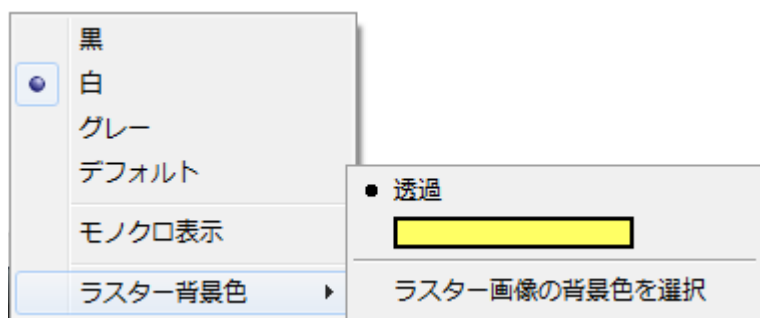 黒
白
グレー
デフォルト
モノクロ表示
ラスター背景色
透過
ラスター画像の背景色を選択